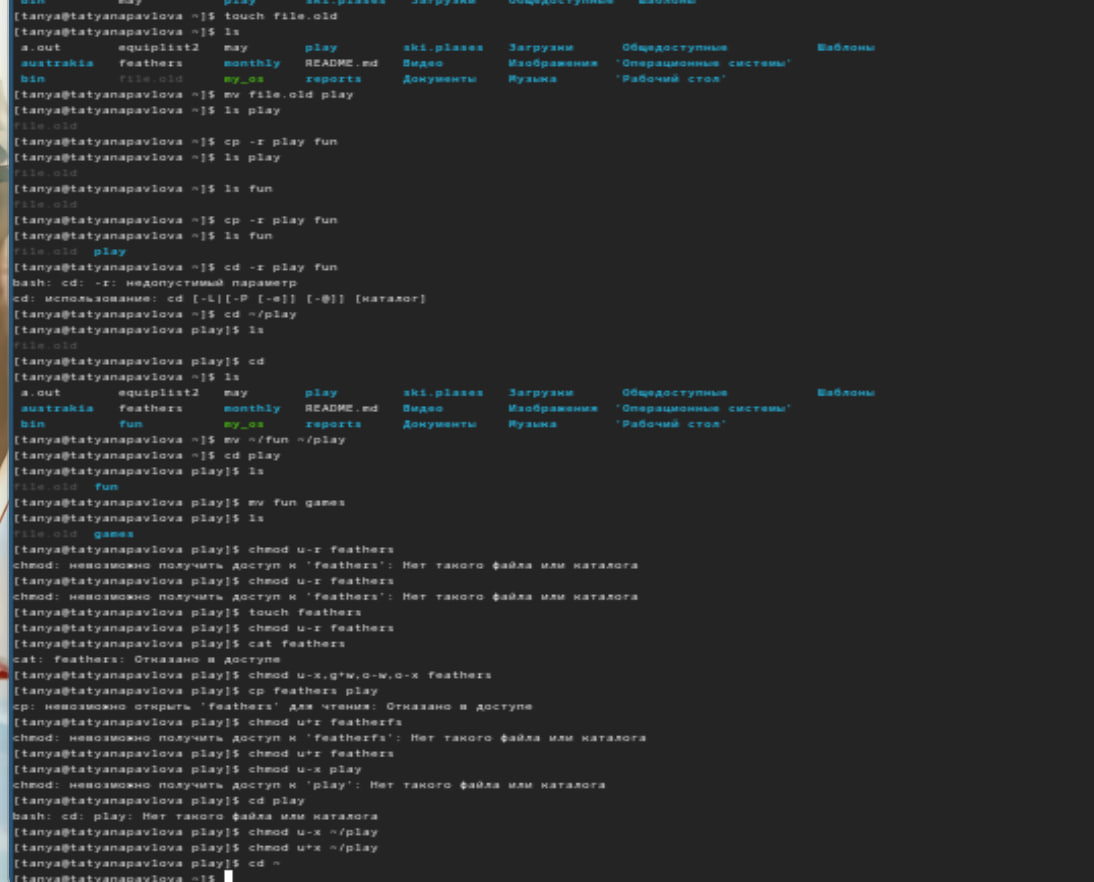 bin may play ski.plases Загрузки Общедоступные Шаблоны
[tanya@tatyanapavlova ~]$ touch file.old
[tanya@tatyanapavlova ~]$ ls
a.out equiplist2 may play ski.plases Загрузки Общедоступные Шаблоны
austrakia feathers monthly README.md Видео Изображения 'Операционные системы'
bin file.old my_os reports Документы Музыка 'Рабочий стол'
[tanya@tatyanapavlova ~]$ mv file.old play
[tanya@tatyanapavlova ~]$ ls play
file.old
[tanya@tatyanapavlova ~]$ cp -r play fun
[tanya@tatyanapavlova ~]$ ls play
file.old
[tanya@tatyanapavlova ~]$ ls fun
file.old
[tanya@tatyanapavlova ~]$ cp -r play fun
[tanya@tatyanapavlova ~]$ ls fun
file.old play
[tanya@tatyanapavlova ~]$ cd -r play fun
bash: cd: -r: недопустимый параметр
cd: использование: cd [-L|[-P [-e]] [-@]] [каталог]
[tanya@tatyanapavlova ~]$ cd ~/play
[tanya@tatyanapavlova play]$ ls
file.old
[tanya@tatyanapavlova play]$ cd
[tanya@tatyanapavlova ~]$ ls
a.out equiplist2 may play ski.plases Загрузки Общедоступные Шаблоны
austrakia feathers monthly README.md Видео Изображения 'Операционные системы'
bin fun my_os reports Документы Музыка 'Рабочий стол'
[tanya@tatyanapavlova ~]$ mv ~/fun ~/play
[tanya@tatyanapavlova ~]$ cd play
[tanya@tatyanapavlova play]$ ls
file.old fun
[tanya@tatyanapavlova play]$ mv fun games
[tanya@tatyanapavlova play]$ ls
file.old games
[tanya@tatyanapavlova play]$ chmod u-r feathers
chmod: невозможно получить доступ к 'feathers': Нет такого файла или каталога
[tanya@tatyanapavlova play]$ chmod u-r feathers
chmod: невозможно получить доступ к 'feathers': Нет такого файла или каталога
[tanya@tatyanapavlova play]$ touch feathers
[tanya@tatyanapavlova play]$ chmod u-r feathers
[tanya@tatyanapavlova play]$ cat feathers
cat: feathers: Отказано в доступе
[tanya@tatyanapavlova play]$ chmod u-x,g+w,o-w,o-x feathers
[tanya@tatyanapavlova play]$ cp feathers play
cp: невозможно открыть 'feathers' для чтения: Отказано в доступе
[tanya@tatyanapavlova play]$ chmod u+r featherfs
chmod: невозможно получить доступ к 'featherfs': Нет такого файла или каталога
[tanya@tatyanapavlova play]$ chmod u+r feathers
[tanya@tatyanapavlova play]$ chmod u-x play
chmod: невозможно получить доступ к 'play': Нет такого файла или каталога
[tanya@tatyanapavlova play]$ cd play
bash: cd: play: Нет такого файла или каталога
[tanya@tatyanapavlova play]$ chmod u-x ~/play
[tanya@tatyanapavlova play]$ chmod u+x ~/play
[tanya@tatyanapavlova play]$ cd ~
[tanya@tatyanapavlova ~]$